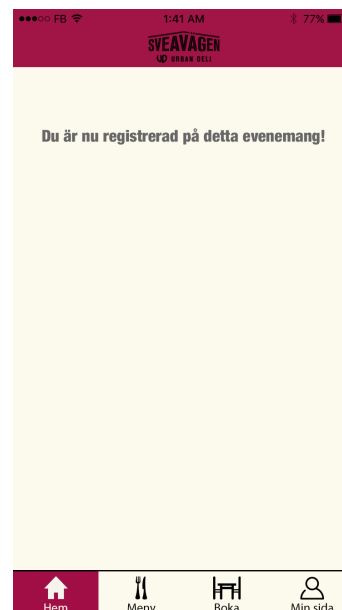 FB 1:41 AM 77%
SVEAVÄGEN
UD URBAN DELI
Du är nu registrerad på detta evenemang!
Hem Meny Boka Min sida